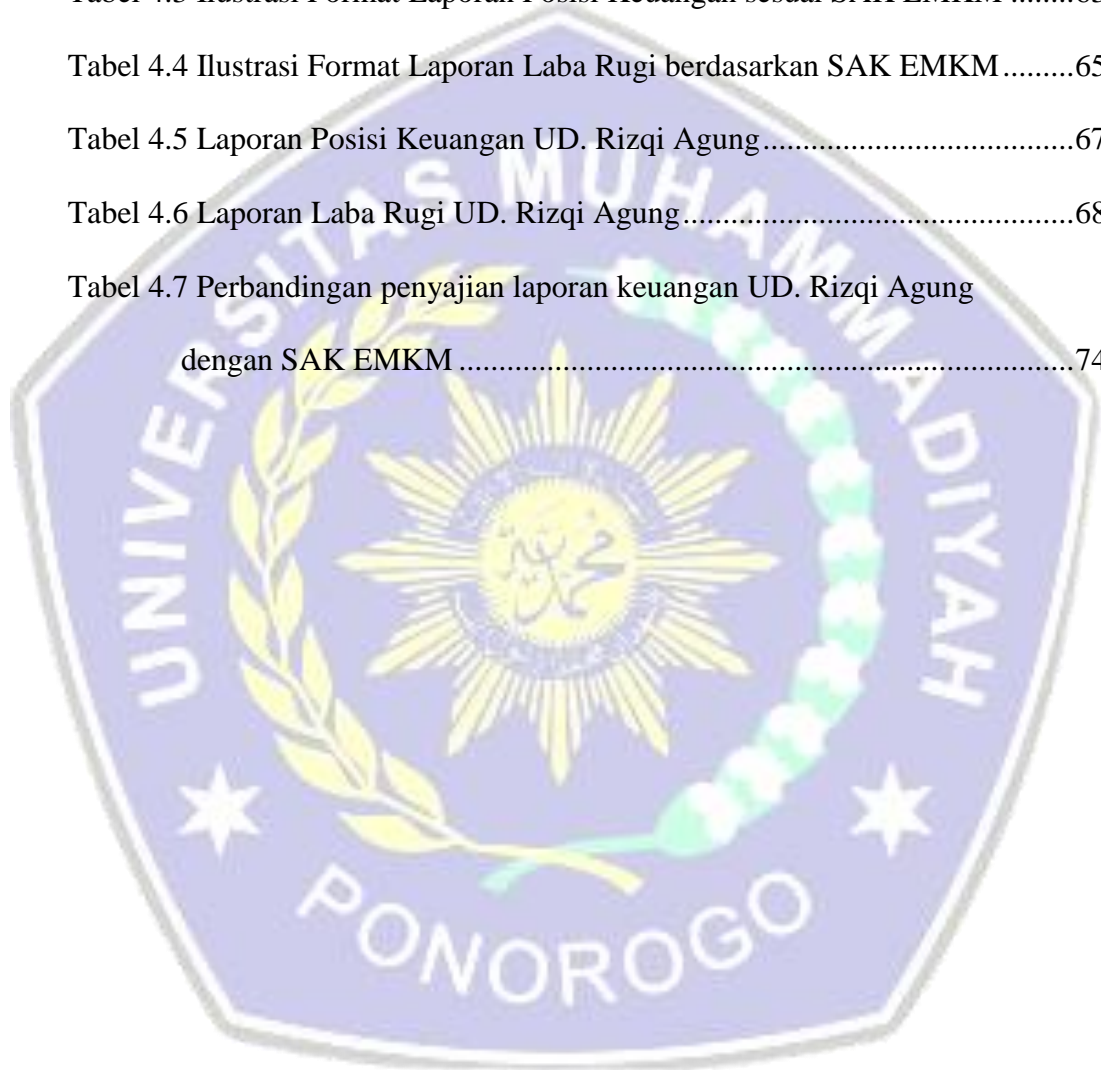 Tabel 4.4 Ilustrasi Format Laporan Laba Rugi berdasarkan SAK EMKM.........65
Tabel 4.5 Laporan Posisi Keuangan UD. Rizqi Agung...................................67
Tabel 4.6 Laporan Laba Rugi UD. Rizqi Agung............................................68
Tabel 4.7 Perbandingan penyajian laporan keuangan UD. Rizqi Agung
dengan SAK EMKM.......................................................................74
UNIVERSITAS MUHAMMADIYAH
PONOROGO